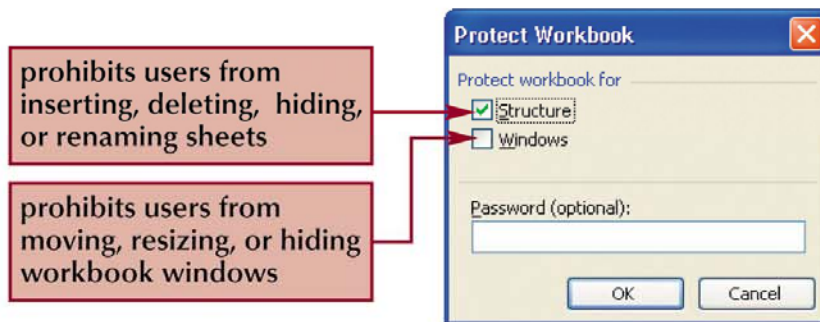 prohibits users from
inserting, deleting, hiding,
or renaming sheets
prohibits users from
moving, resizing, or hiding
workbook windows
Protect Workbook
Protect workbook for
Structure
Windows
Password (optional):
OK
Cancel